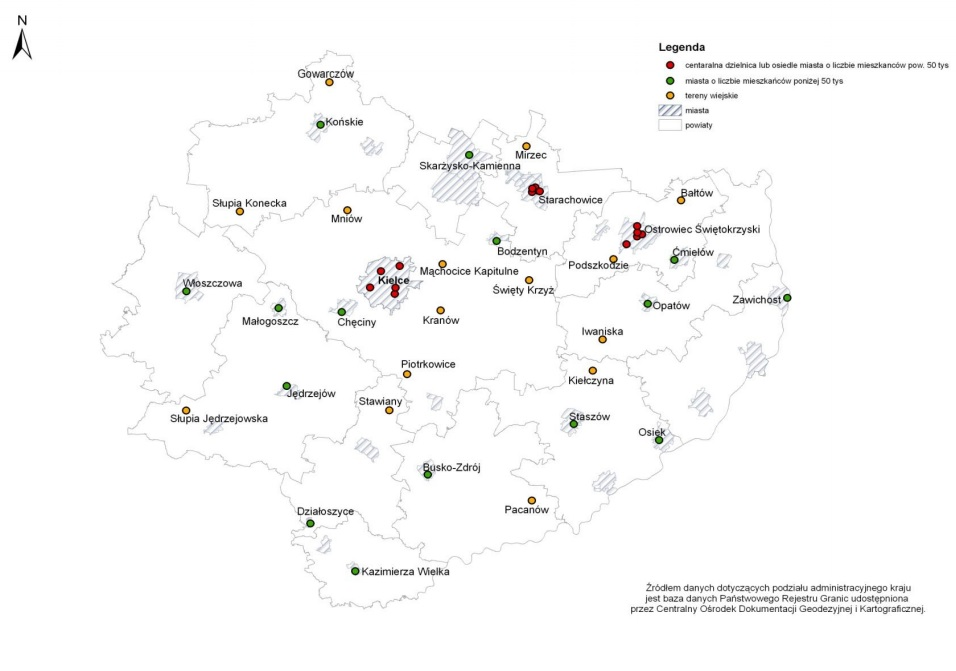 N
Legenda
centaralna dzielnica lub osiedle miasta o liczbie mieszkanców pow. 50 tys
miasta o liczbie mieszkańców poniżej 50 tys
tereny wiejskie
miasta
powiaty
Gowarczów
Końskie
Mirzec
Skarżysko-Kamienna
Starachowice
Bałtów
Słupia Konecka
Mniów
Ostrowiec Świętokrzyski
Bodzentyn
Ćmielów
Podszkodzie
Mąchocice Kapitulne
Kielce
Włoszczowa
Święty Krzyż
Zawichost
Opatów
Małogoszcz
Chęciny
Kranów
Iwaniska
Piotrkowice
Kiełczyna
Jędrzejów
Stawiany
Słupia Jędrzejowska
Staszów
Osiek
Busko-Zdrój
Działoszyce
Pacanów
Kazimierza Wielka
Źródłem danych dotyczących podziału administracyjnego kraju
jest baza danych Państwowego Rejestru Granic udostępniona
przez Centralny Ośrodek Dokumentacji Geodezyjnej i Kartograficznej.